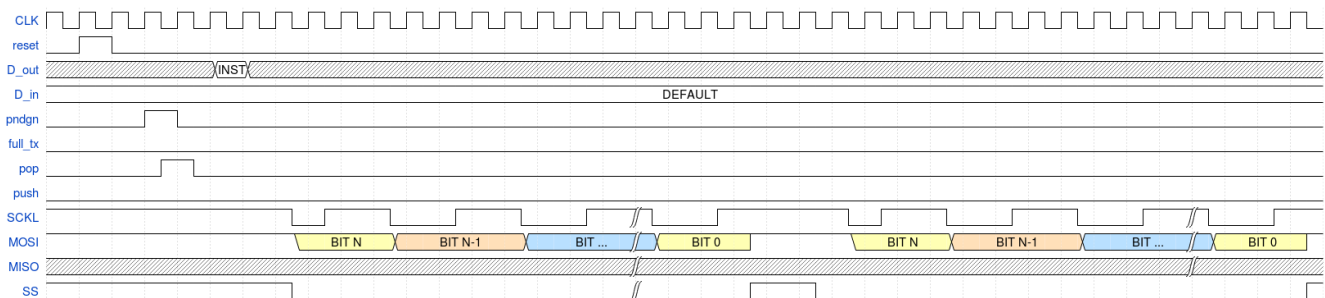 CLK
reset
D_out INST
D_in DEFAULT
pndgn
full_tx
pop
push
SCKL
MOSI BIT N BIT N-1 BIT ... BIT 0 BIT N BIT N-1 BIT ... BIT 0
MISO
SS